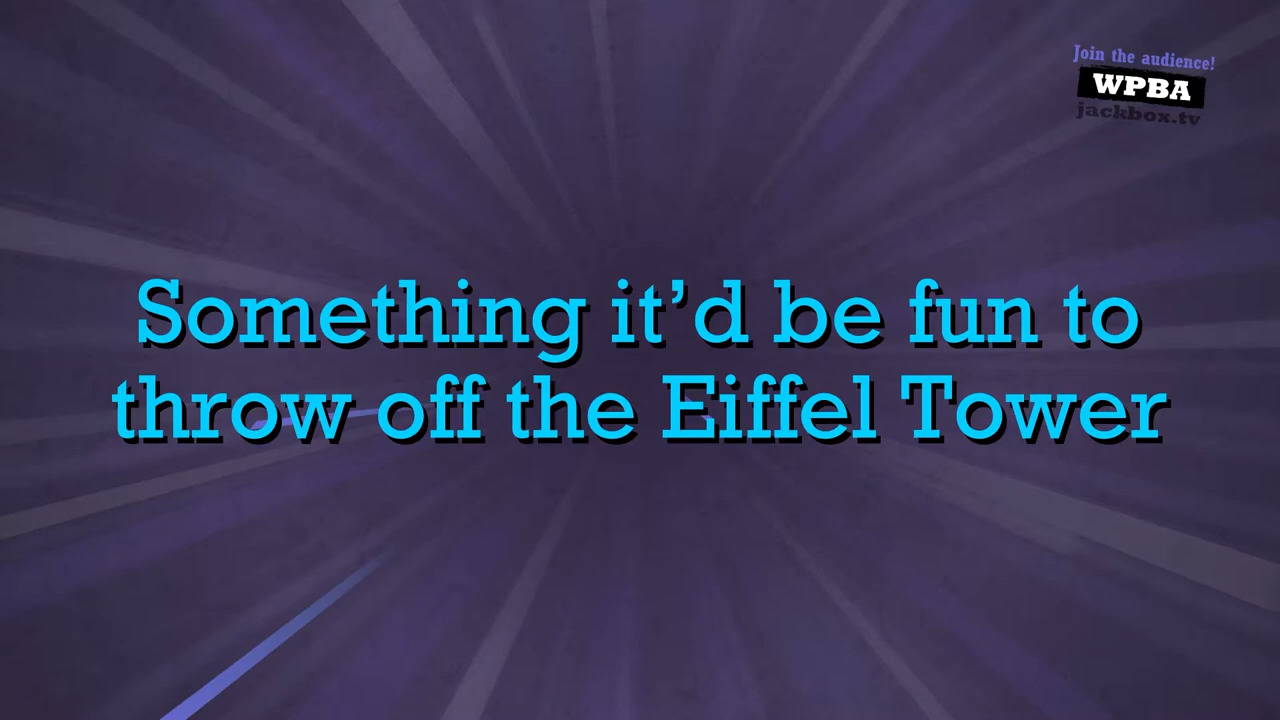 Join the audience!
WPBA
jackbox.tv
Something it’d be fun to
throw off the Eiffel Tower